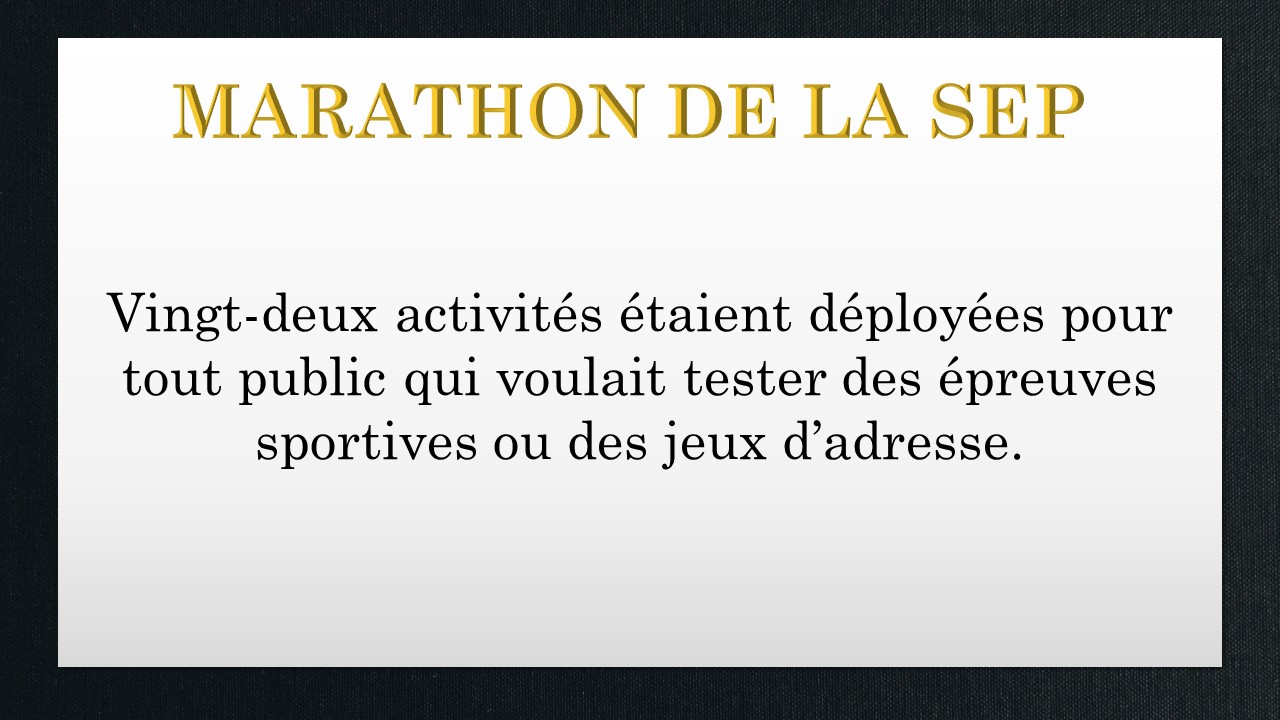 MARATHON DE LA SEP
Vingt-deux activités étaient déployées pour
tout public qui voulait tester des épreuves
sportives ou des jeux d’adresse.